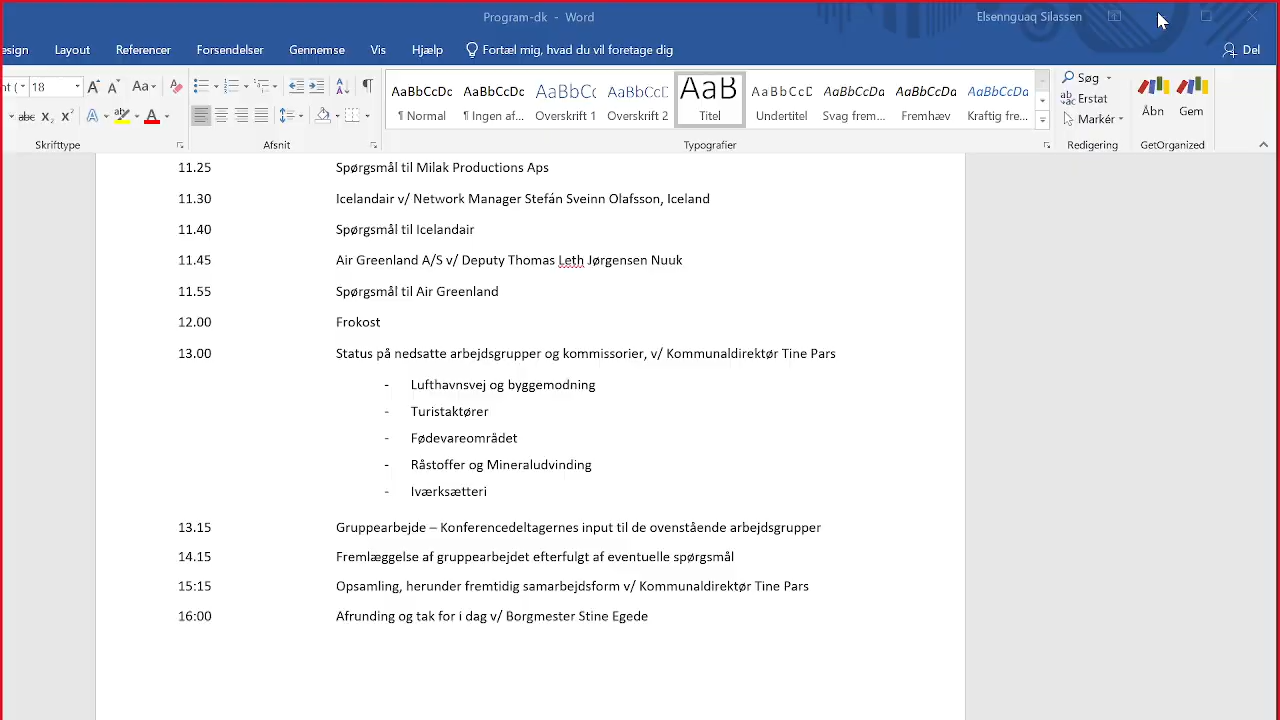 Program-dk - Word
Elsennguaq Silassen
esign Layout Referencer Forsendelser Gennemse Vis Hjælp Fortæl mig, hvad du vil foretage dig Del
18 Aa
AaBbCcDc AaBbCcDc AaBbCc AaBbCcD AaB AaBbCcD AaBbCcDa AaBbCcDa AaBbCcDa
¶ Normal ¶ Ingen af... Overskrift 1 Overskrift 2 Titel Undertitel Svag frem... Fremhæv Kraftig fre...
Søg
Erstat
Markér
Åbn Gem
Skrifttype Afsnit Typografier Redigering GetOrganized
11.25 Spørgsmål til Milak Productions Aps
11.30 Icelandair v/ Network Manager Stefán Sveinn Olafsson, Iceland
11.40 Spørgsmål til Icelandair
11.45 Air Greenland A/S v/ Deputy Thomas Leth Jørgensen Nuuk
11.55 Spørgsmål til Air Greenland
12.00 Frokost
13.00 Status på nedsatte arbejdsgrupper og kommissorier, v/ Kommunaldirektør Tine Pars
- Lufthavnsvej og byggemodning
- Turistaktører
- Fødevareområdet
- Råstoffer og Mineraludvinding
- Iværksætteri
13.15 Gruppearbejde – Konferencedeltagernes input til de ovenstående arbejdsgrupper
14.15 Fremlæggelse af gruppearbejdet efterfulgt af eventuelle spørgsmål
15:15 Opsamling, herunder fremtidig samarbejdsform v/ Kommunaldirektør Tine Pars
16:00 Afrunding og tak for i dag v/ Borgmester Stine Egede